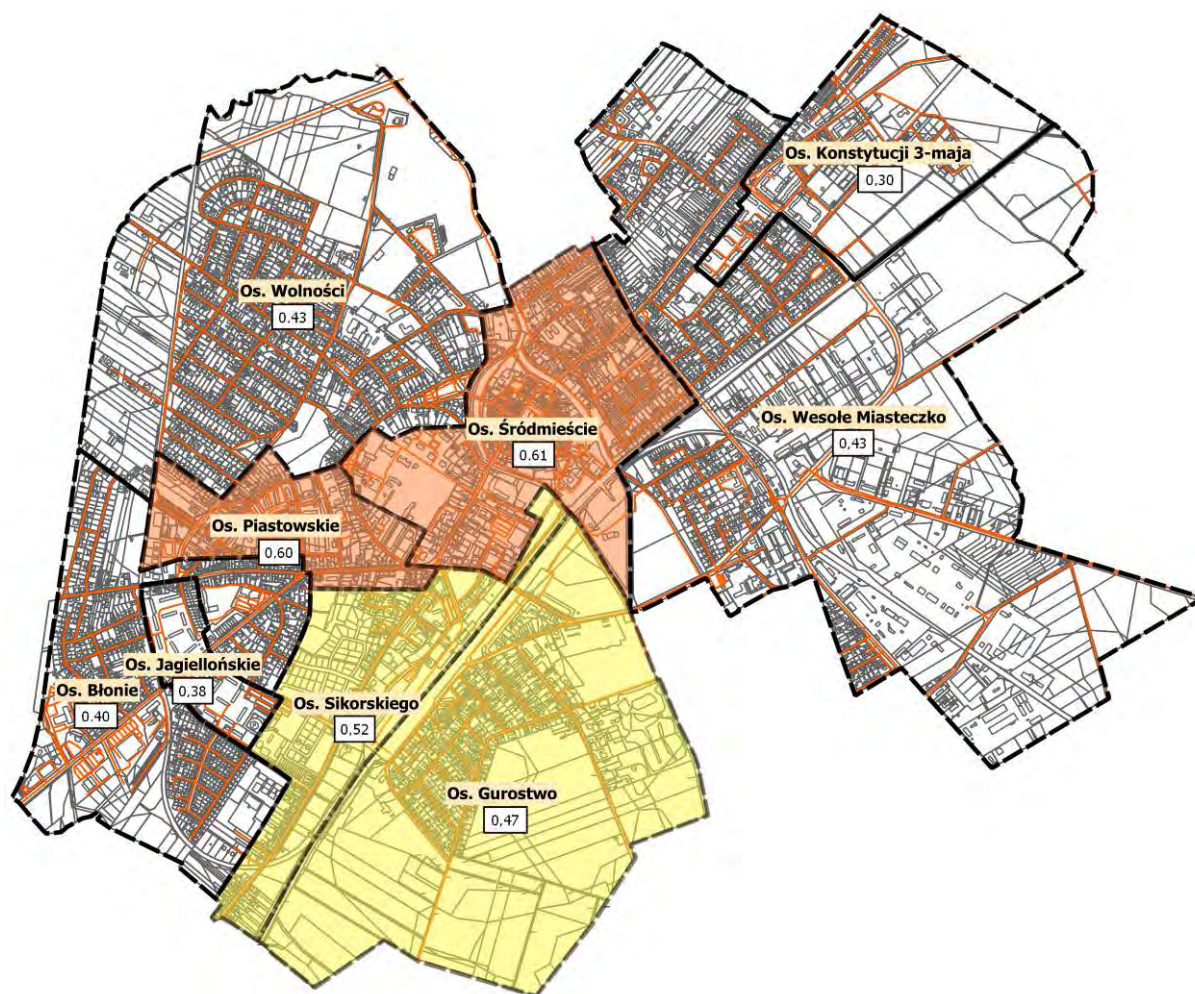 Os. Konstytucji 3-maja
0,30
Os. Wolności
0.43
Os. Śródmieście
0.61
Os. Wesołe Miasteczko
0,43
Os. Piastowskie
0.60
Os. Jagiellońskie
0,38
Os. Błonie
0.40
Os. Sikorskiego
0,52
Os. Gurostwo
0,47